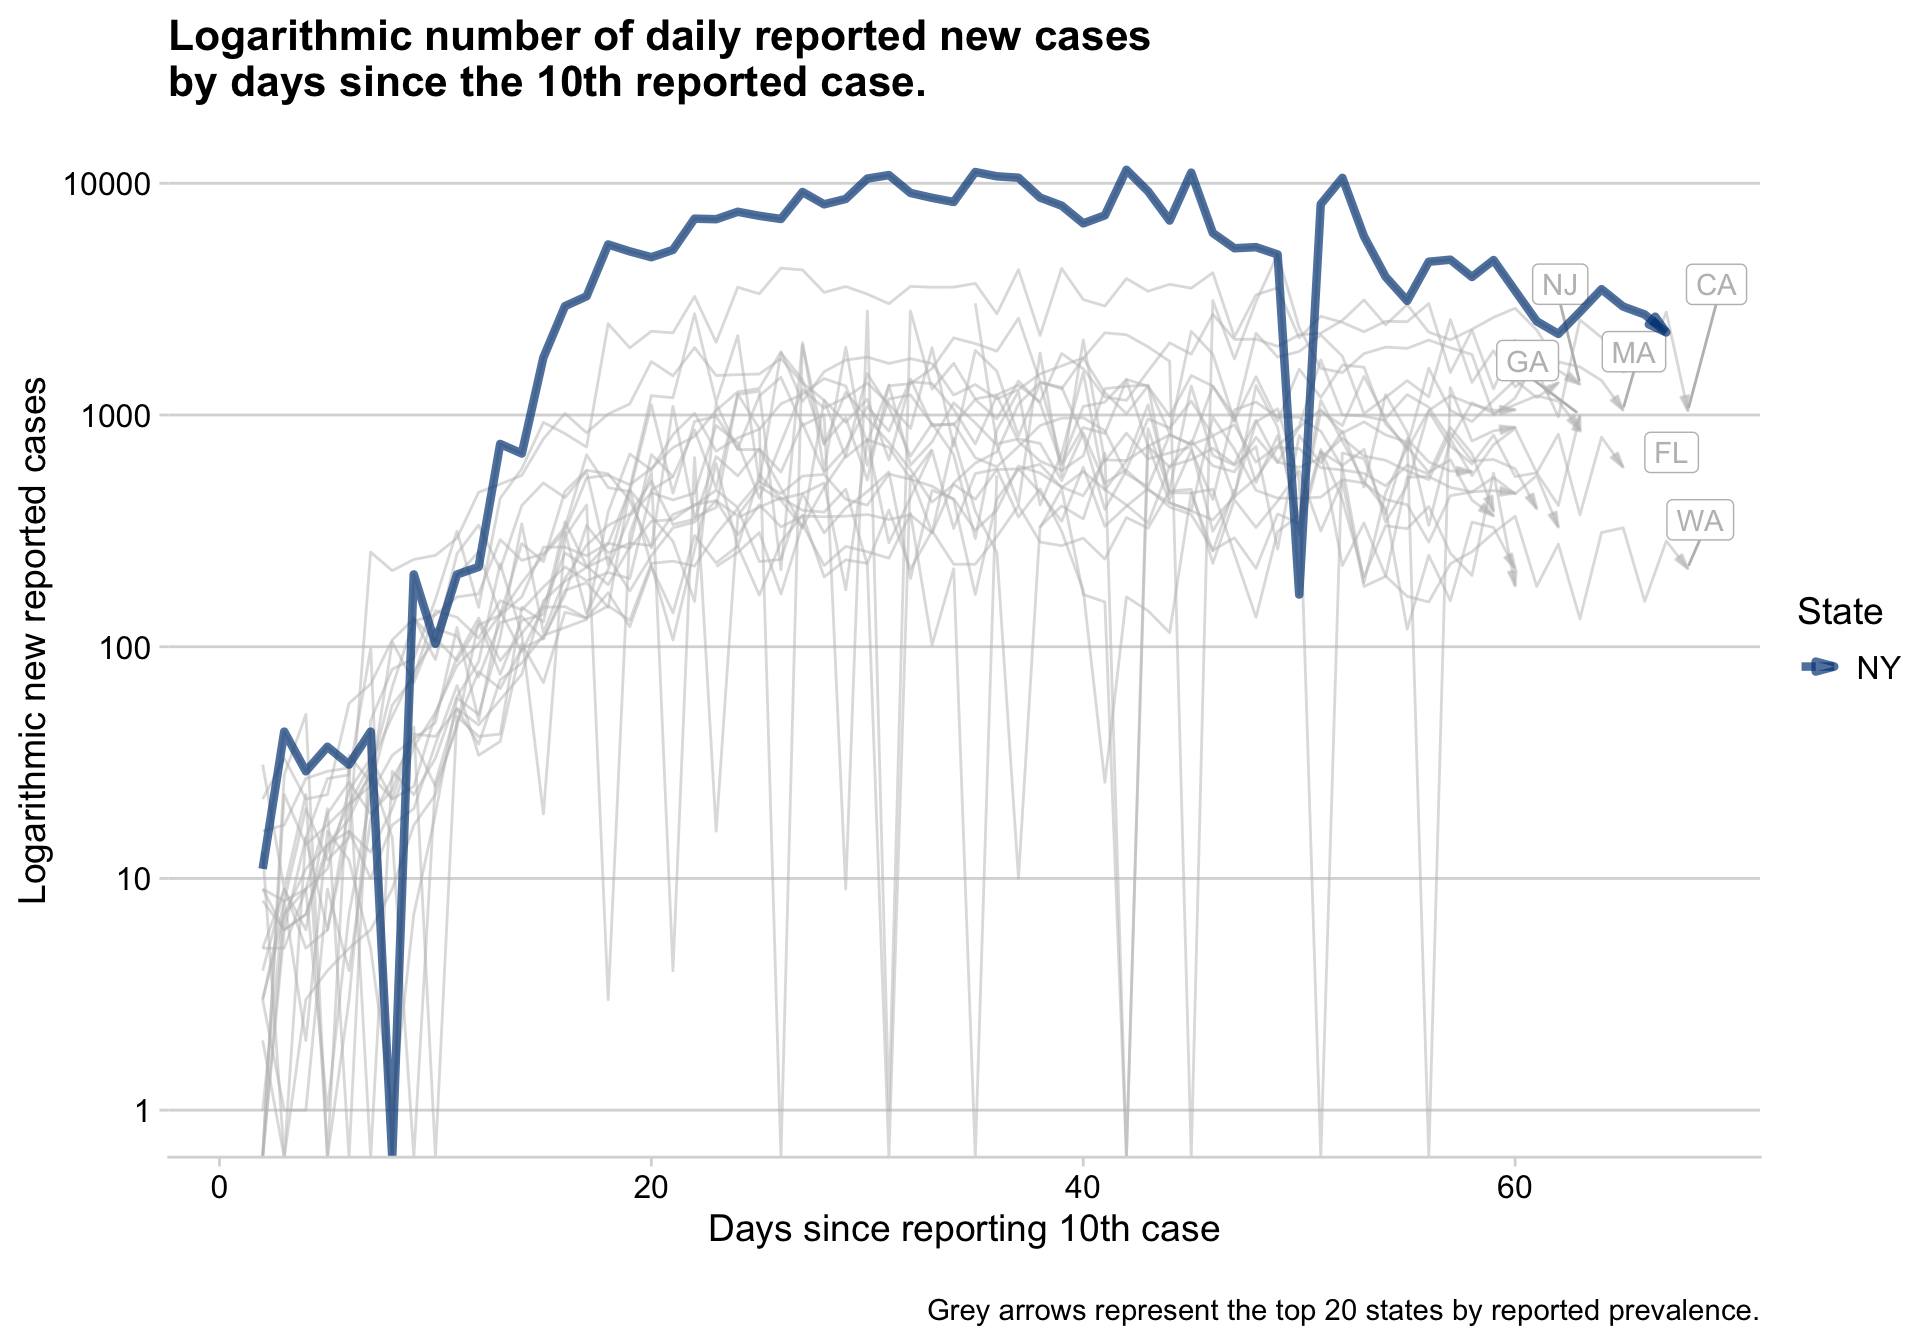 Logarithmic number of daily reported new cases
by days since the 10th reported case.
Logarithmic new reported cases
10000
1000
100
10
1
NJ
CA
GA
MA
FL
WA
State
NY
0
20
40
60
Days since reporting 10th case
Grey arrows represent the top 20 states by reported prevalence.